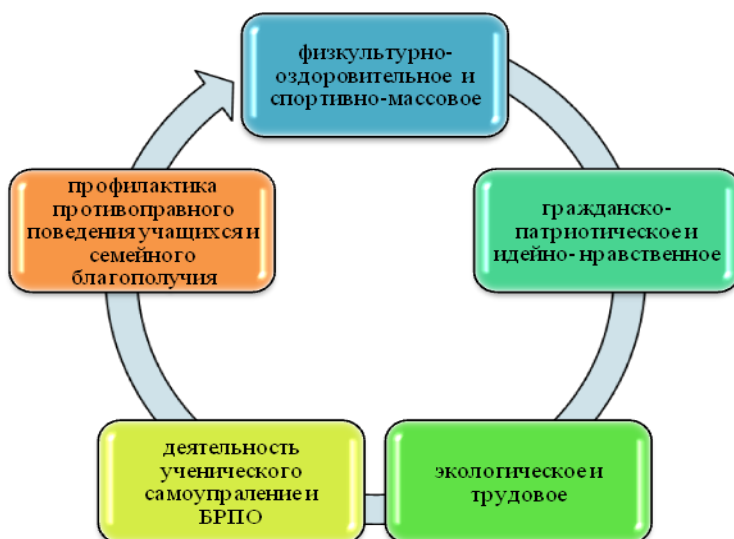 физкультурно-
оздоровительное и
спортивно-массовое
гражданско-
патриотическое и
идейно- нравственное
экологическое и
трудовое
деятельность
ученического
самоупраление и
БРПО
профилактика
противоправного
поведения учащихся и
семейного
благополучия